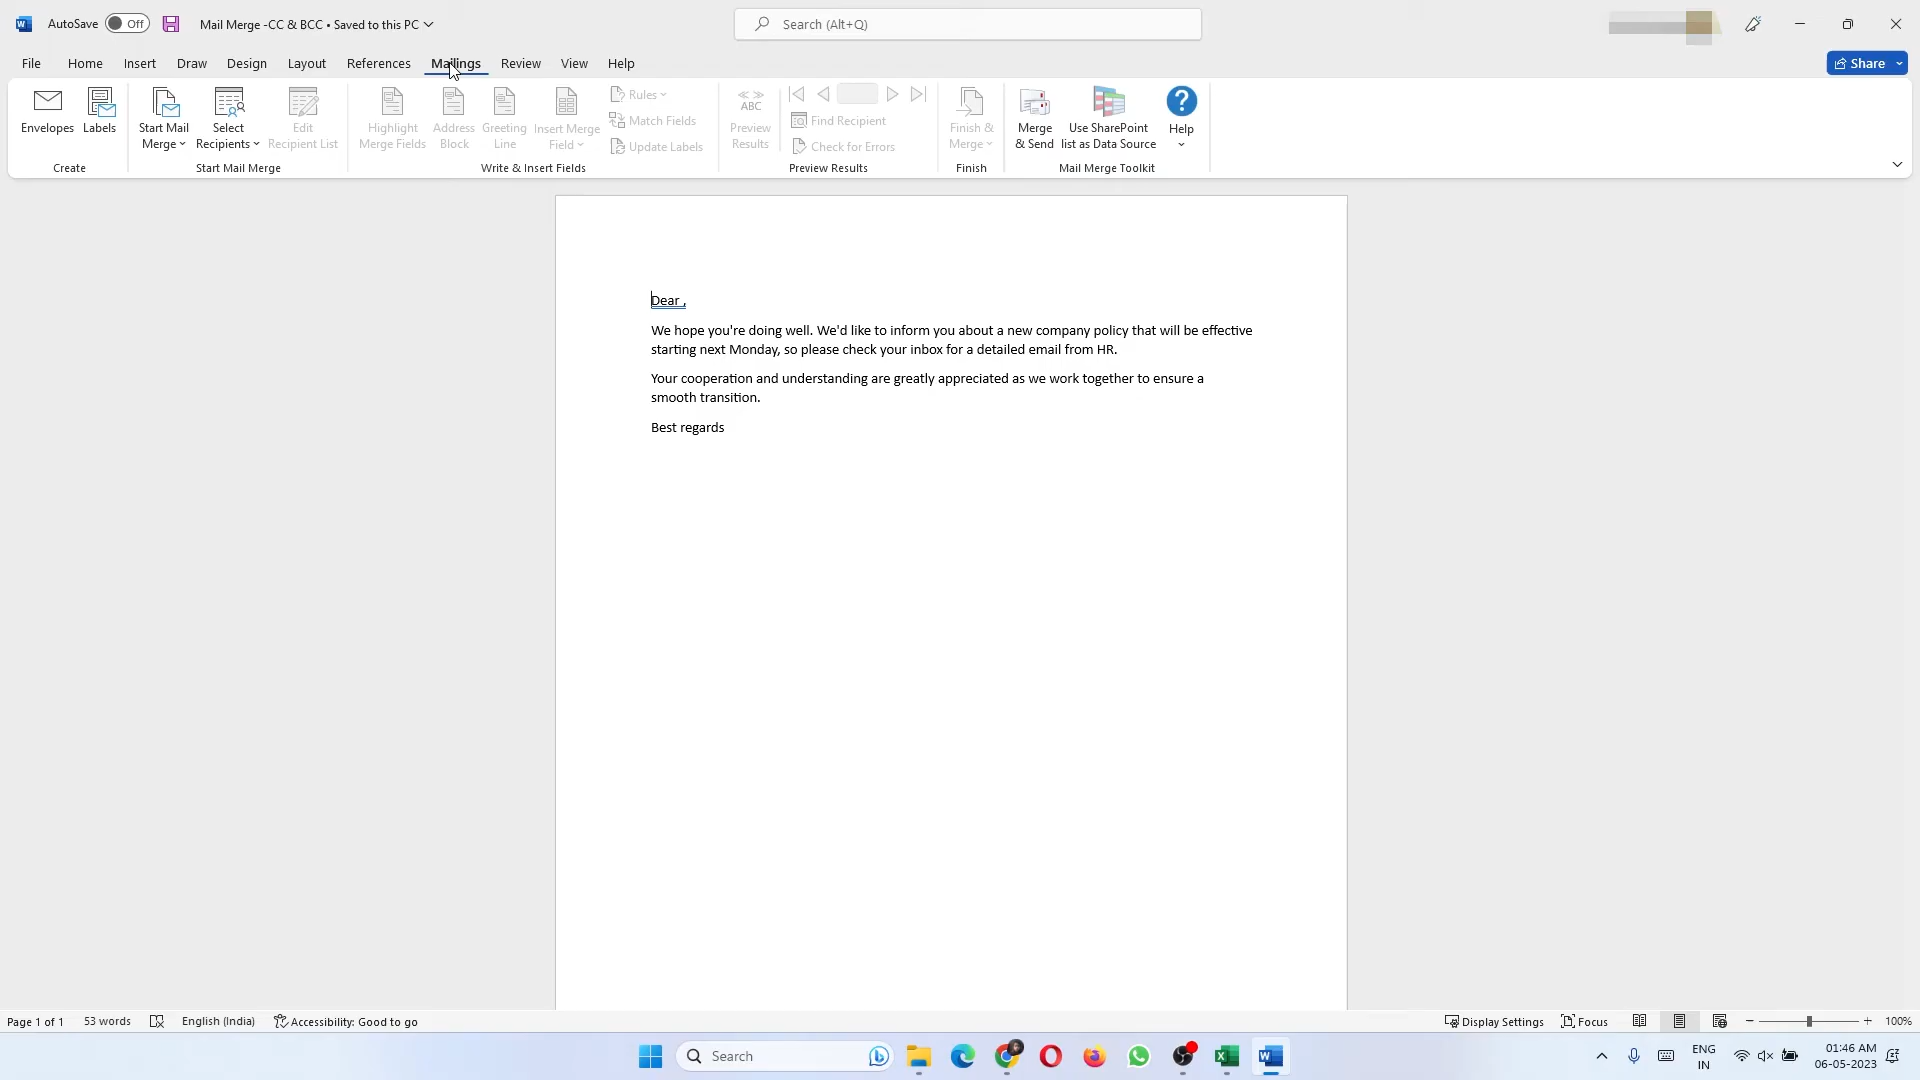 AutoSave Off Mail Merge -CC & BCC • Saved to this PC Search (Alt+Q)
File Home Insert Draw Design Layout References Mailings Review View Help Share
Envelopes Labels
Create
Start Mail Merge Select Recipients Edit Recipient List
Start Mail Merge
Highlight Merge Fields Address Block Greeting Line Insert Merge Field
Rules
Match Fields
Update Labels
Write & Insert Fields
ABC Preview Results
Find Recipient
Check for Errors
Preview Results
Finish & Merge
Finish
Merge & Send Use SharePoint list as Data Source Help
Mail Merge Toolkit
Dear ,
We hope you're doing well. We'd like to inform you about a new company policy that will be effective
starting next Monday, so please check your inbox for a detailed email from HR.
Your cooperation and understanding are greatly appreciated as we work together to ensure a
smooth transition.
Best regards
Page 1 of 1 53 words English (India) Accessibility: Good to go Display Settings Focus 100%
Search ENG IN 01:46 AM 06-05-2023